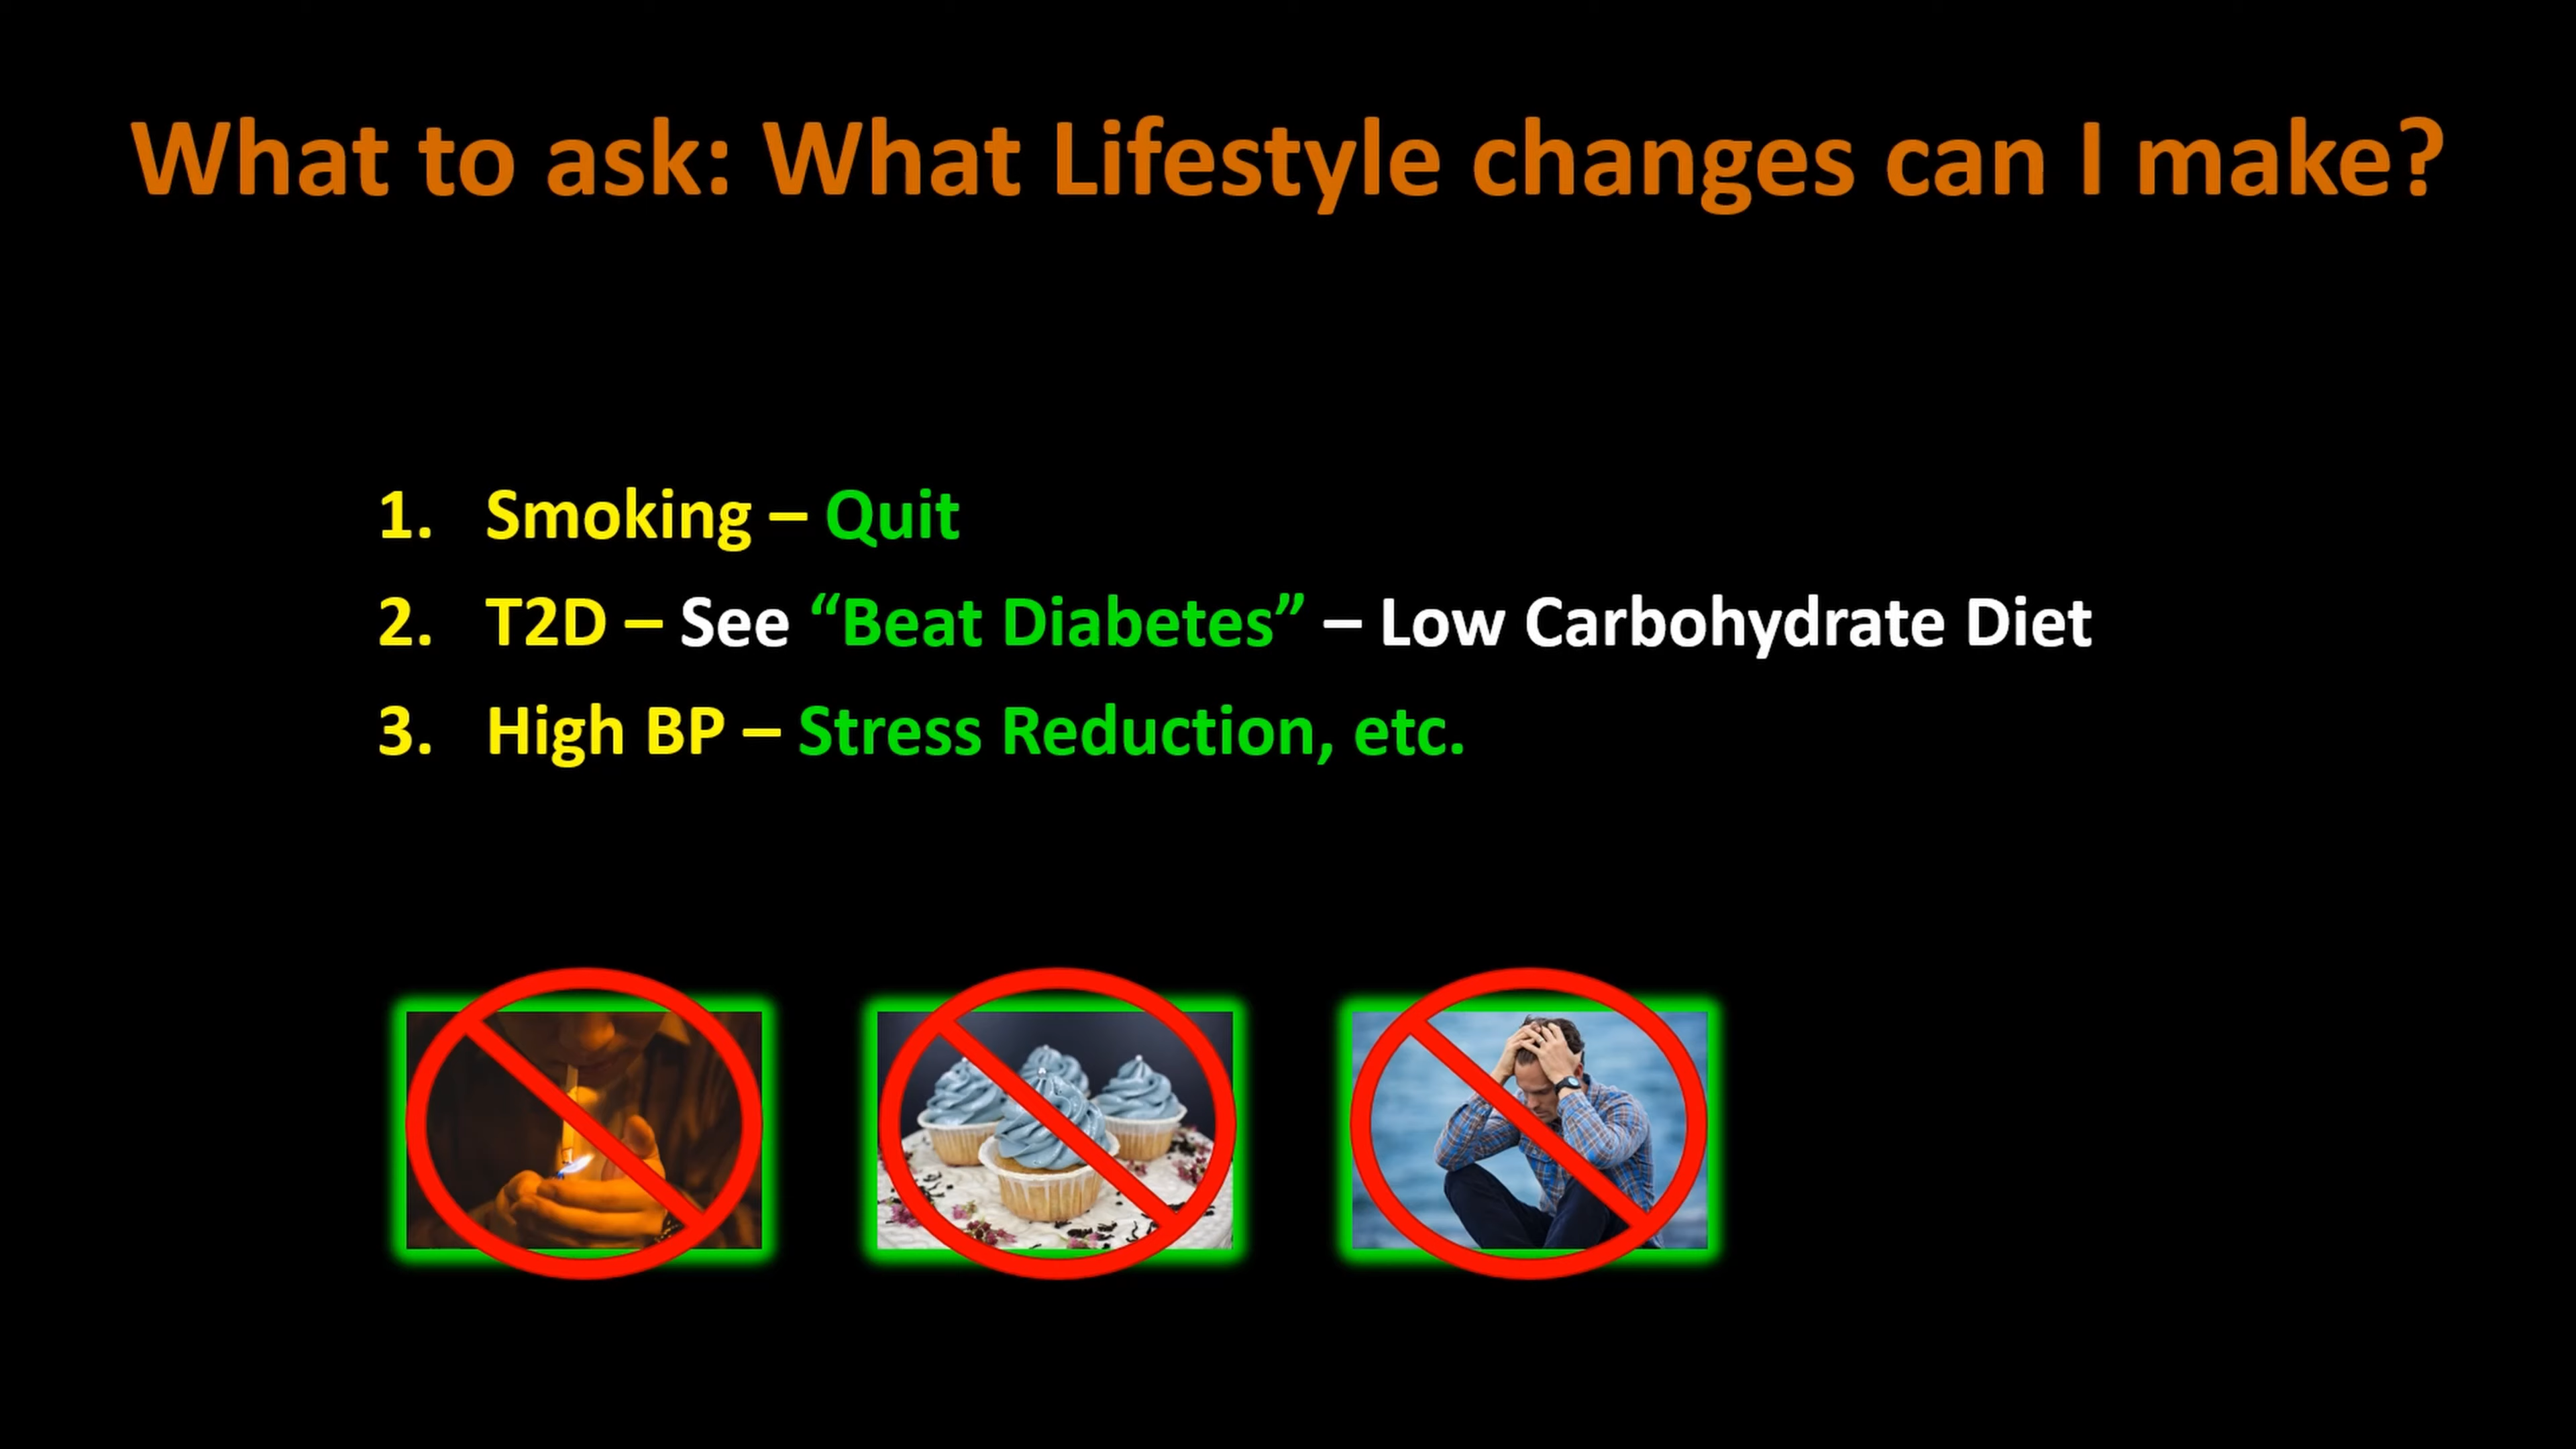 What to ask: What Lifestyle changes can I make?
1. Smoking – Quit
2. T2D – See “Beat Diabetes” – Low Carbohydrate Diet
3. High BP – Stress Reduction, etc.